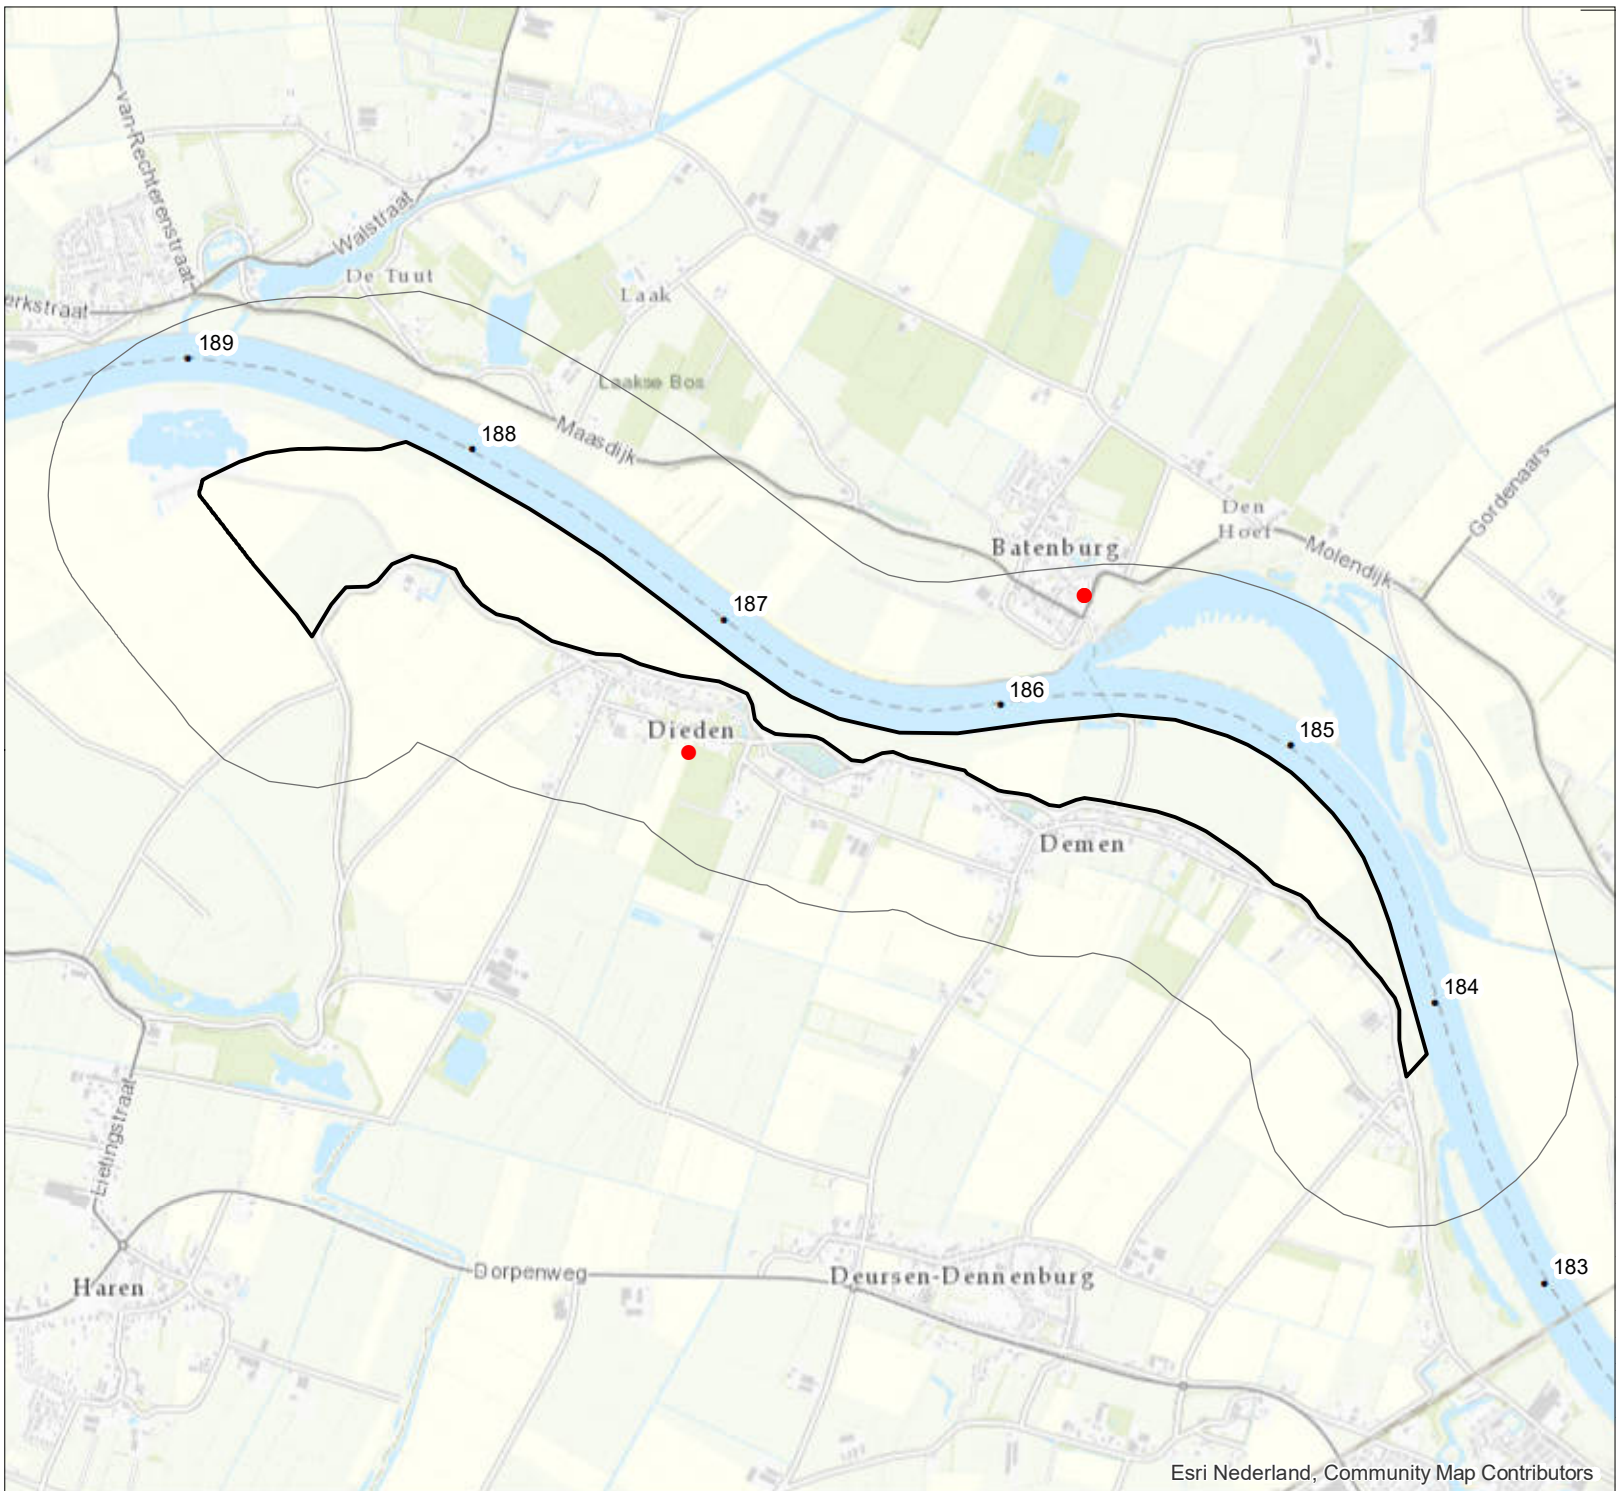 van-Rechterenstraat
Walstraat
De Tuut
Laak
erkstraat
189
Laakse Bos
188
Maasdijk
Gordenaars
Den
Hoef
Molendijk
Batenburg
187
186
185
Dieden
Demen
184
Lietingstraat
183
Haren
Dorpenweg
Deursen-Dennenburg
Esri Nederland, Community Map Contributors